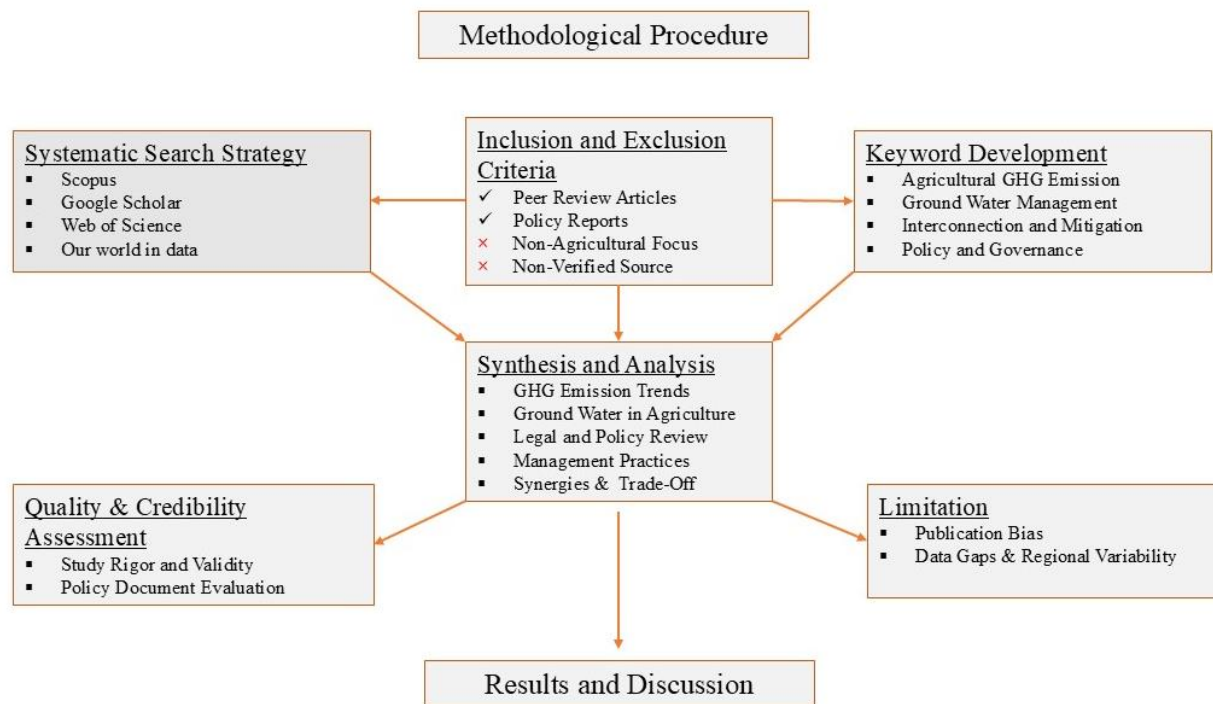 Methodological Procedure
Systematic Search Strategy
▪ Scopus
▪ Google Scholar
▪ Web of Science
▪ Our world in data
Inclusion and Exclusion
Criteria
✓ Peer Review Articles
✓ Policy Reports
× Non-Agricultural Focus
× Non-Verified Source
Keyword Development
▪ Agricultural GHG Emission
▪ Ground Water Management
▪ Interconnection and Mitigation
▪ Policy and Governance
Synthesis and Analysis
▪ GHG Emission Trends
▪ Ground Water in Agriculture
▪ Legal and Policy Review
▪ Management Practices
▪ Synergies & Trade-Off
Quality & Credibility
Assessment
▪ Study Rigor and Validity
▪ Policy Document Evaluation
Limitation
▪ Publication Bias
▪ Data Gaps & Regional Variability
Results and Discussion